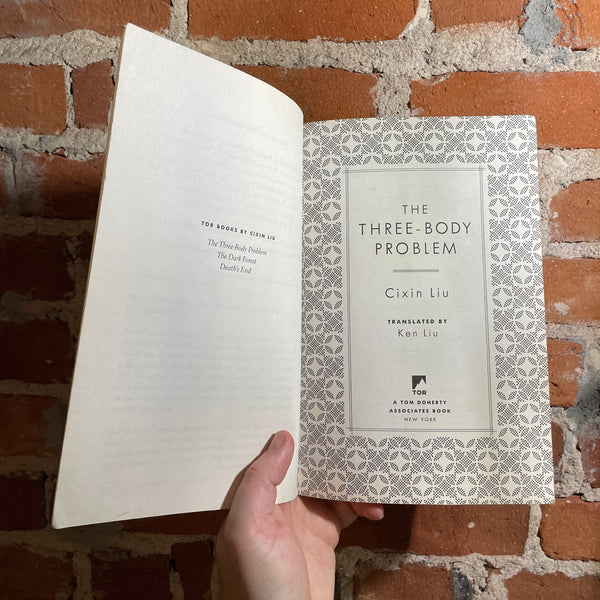 TOR BOOKS BY CIXIN LIU
The Three-Body Problem
The Dark Forest
Death's End
THE
THREE-BODY
PROBLEM
Cixin Liu
TRANSLATED BY
Ken Liu
TOR
A TOM DOHERTY
ASSOCIATES BOOK
NEW YORK